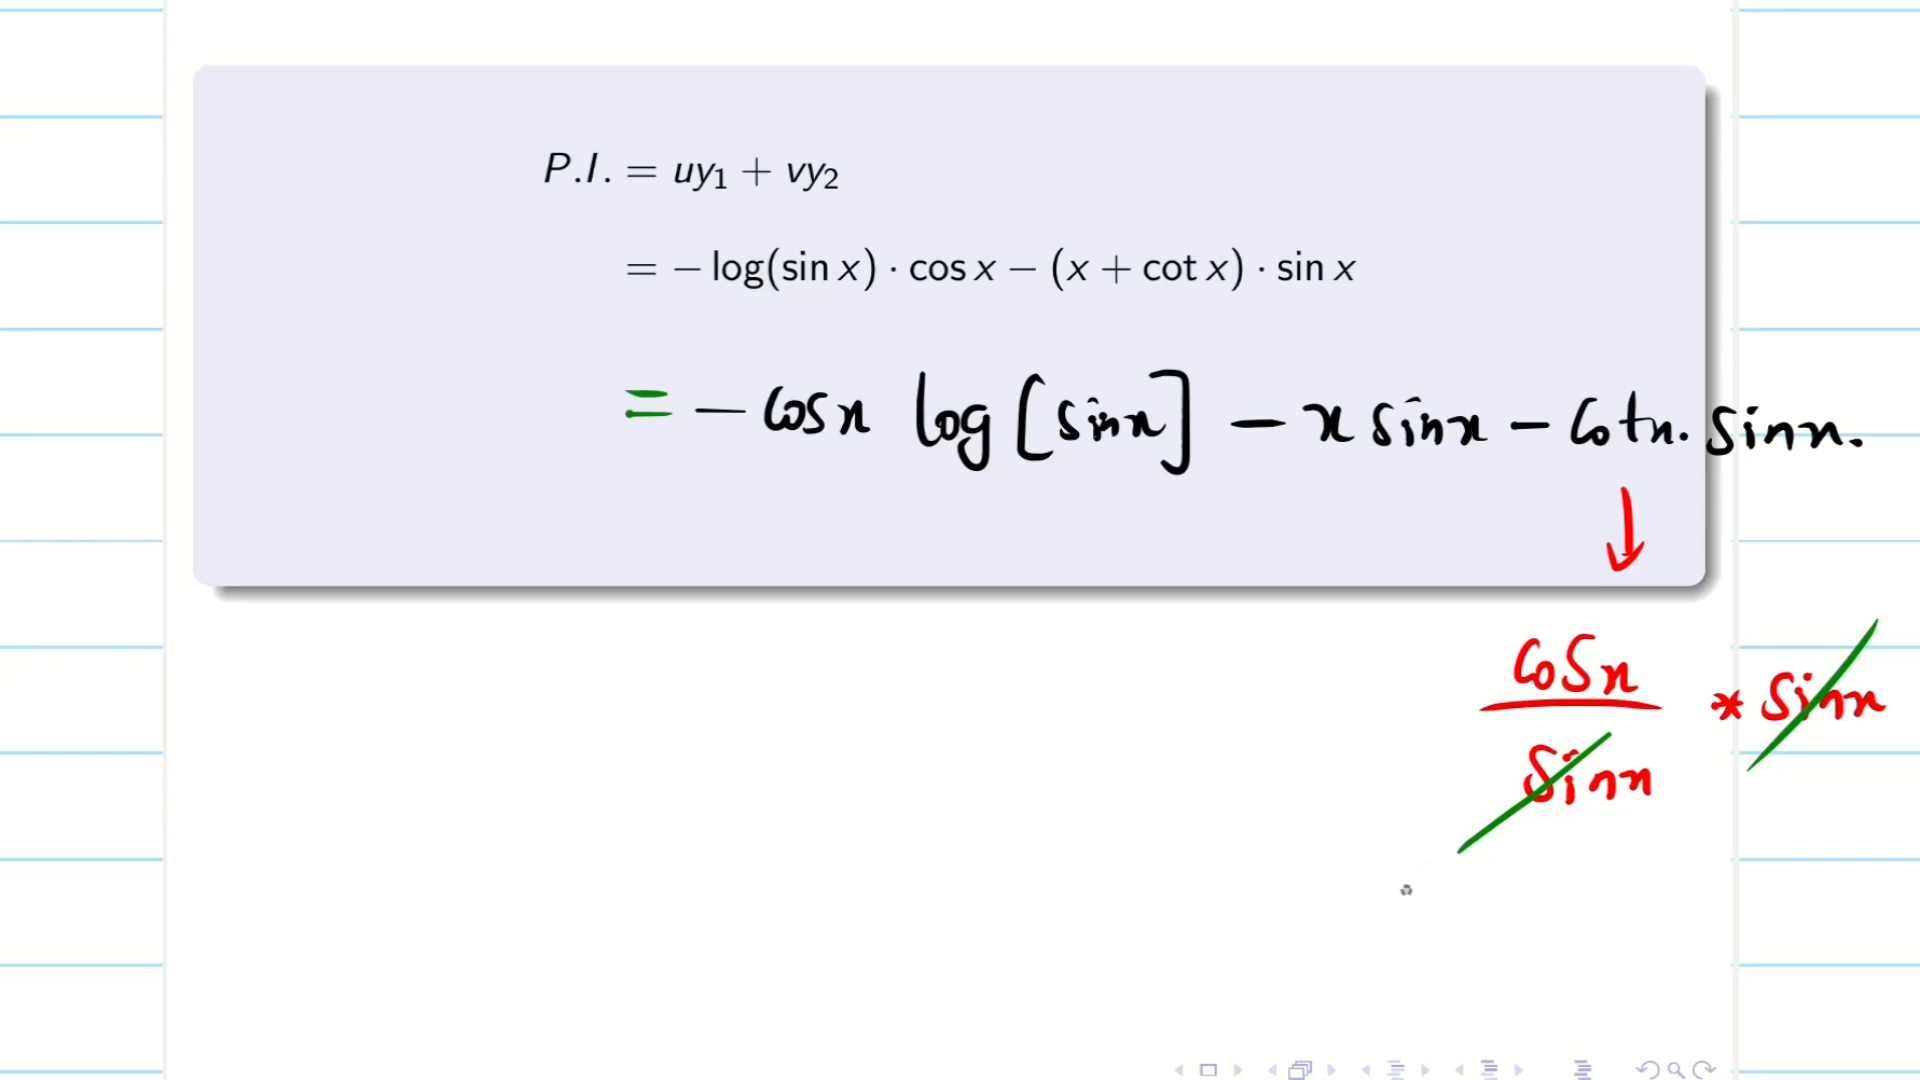 P.I. = uy₁ + vy₂
= − log(sin x) · cos x − (x + cot x) · sin x
= − cosx log [sinx] − x sinx − cotx. sinx.
cosx * sinx
sinx